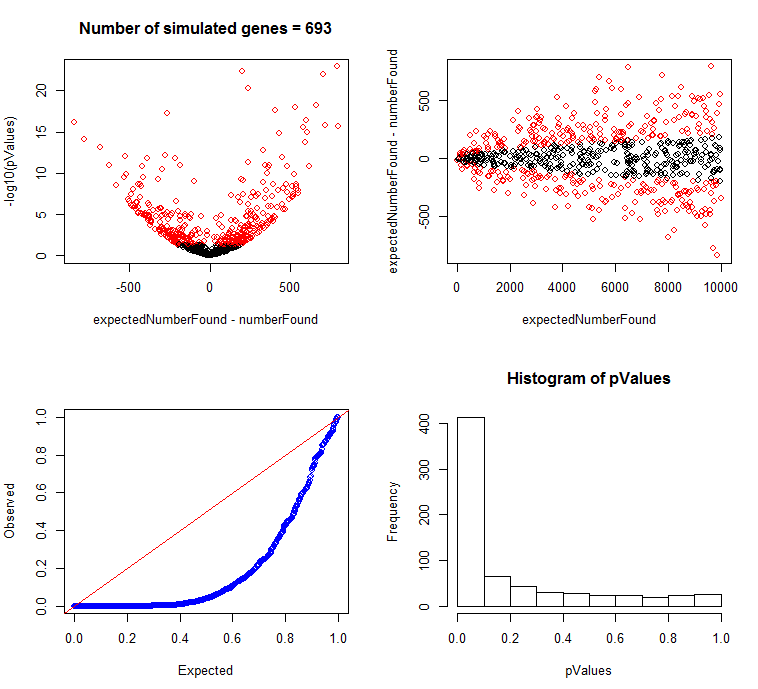 Number of simulated genes = 693
-log10(pValues)
20
15
10
5
0
-500 0 500
expectedNumberFound - numberFound
expectedNumberFound - numberFound
500
0
-500
0 2000 4000 6000 8000 10000
expectedNumberFound
Observed
1.0
0.8
0.6
0.4
0.2
0.0
0.0 0.2 0.4 0.6 0.8 1.0
Expected
Histogram of pValues
Frequency
400
300
200
100
0
0.0 0.2 0.4 0.6 0.8 1.0
pValues